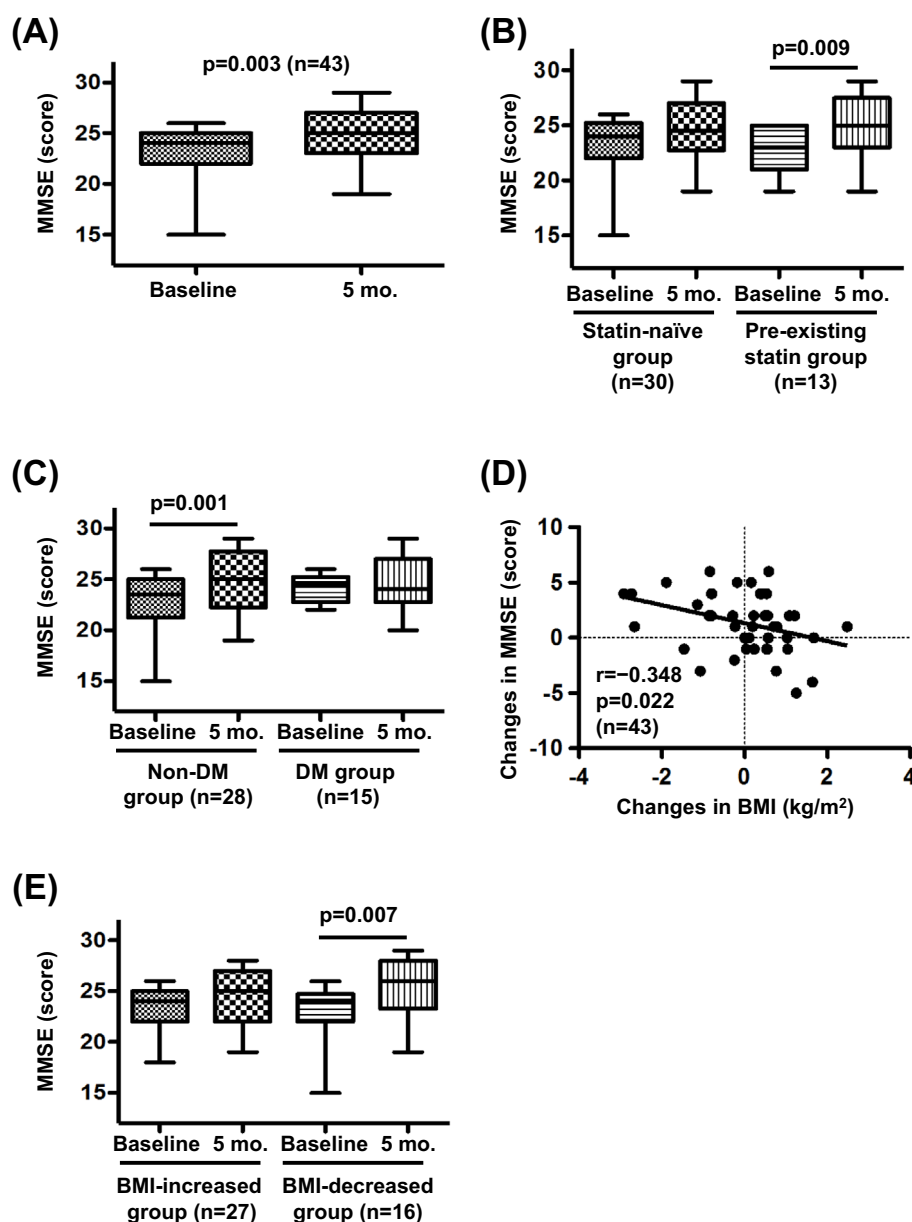 (A)
p=0.003 (n=43)
MMSE (score)
30
25
20
15
Baseline 5 mo.
(B)
p=0.009
MMSE (score)
30
25
20
15
Baseline 5 mo. Baseline 5 mo.
Statin-naïve
group
(n=30)
Pre-existing
statin group
(n=13)
(C)
p=0.001
MMSE (score)
30
25
20
15
Baseline 5 mo. Baseline 5 mo.
Non-DM
group (n=28)
DM group
(n=15)
(D)
Changes in MMSE (score)
10
5
0
-5
-10
r=−0.348
p=0.022
(n=43)
-4 -2 0 2 4
Changes in BMI (kg/m²)
(E)
p=0.007
MMSE (score)
30
25
20
15
Baseline 5 mo. Baseline 5 mo.
BMI-increased
group (n=27)
BMI-decreased
group (n=16)